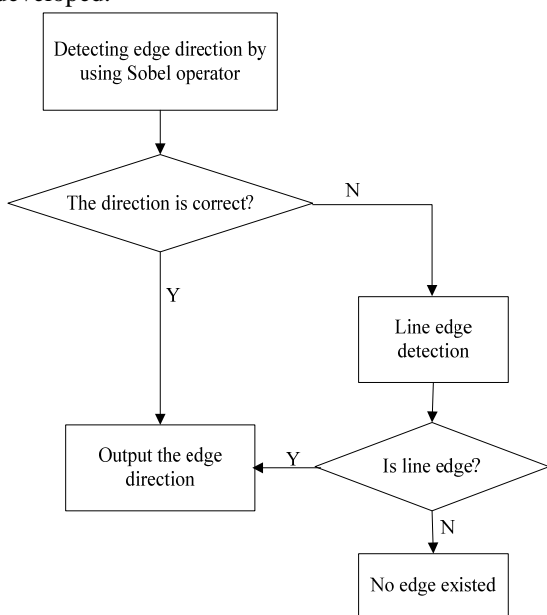 developed.
Detecting edge direction by
using Sobel operator
The direction is correct?
N
Y
Line edge
detection
Output the edge
direction
Y
Is line edge?
N
No edge existed